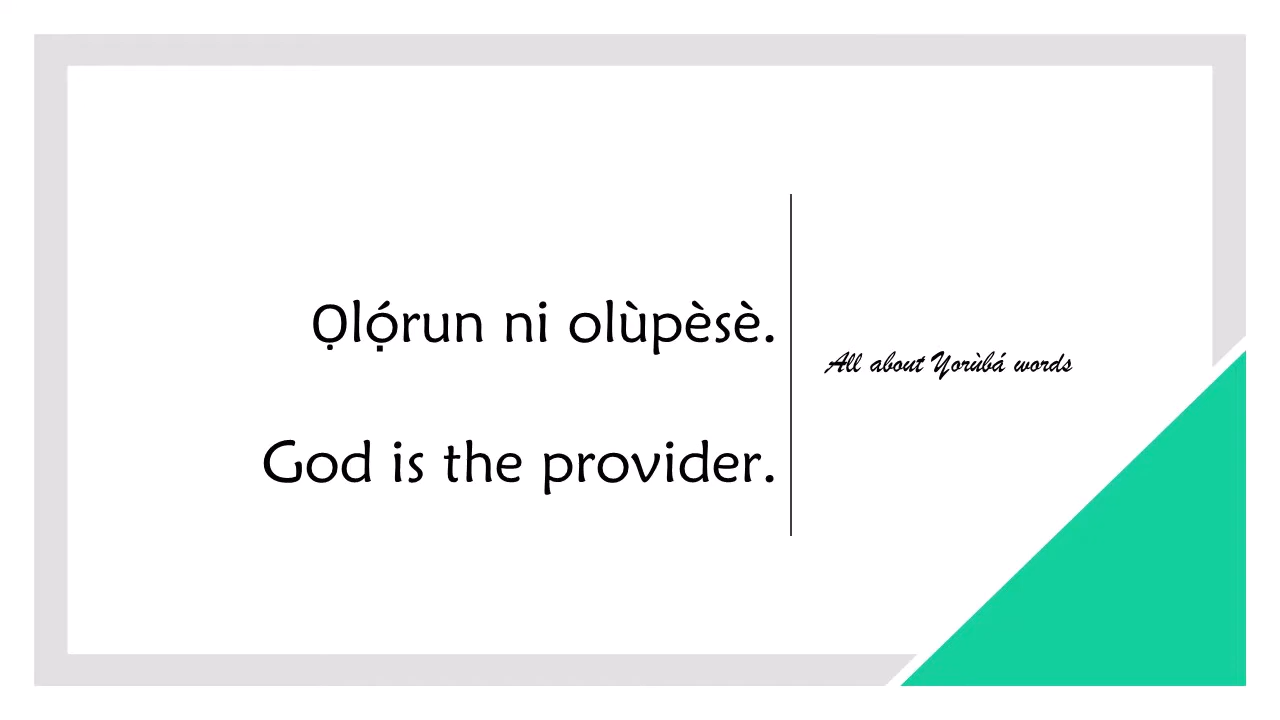 Ọlọ́run ni olùpèsè.
God is the provider.
All about Yorùbá words